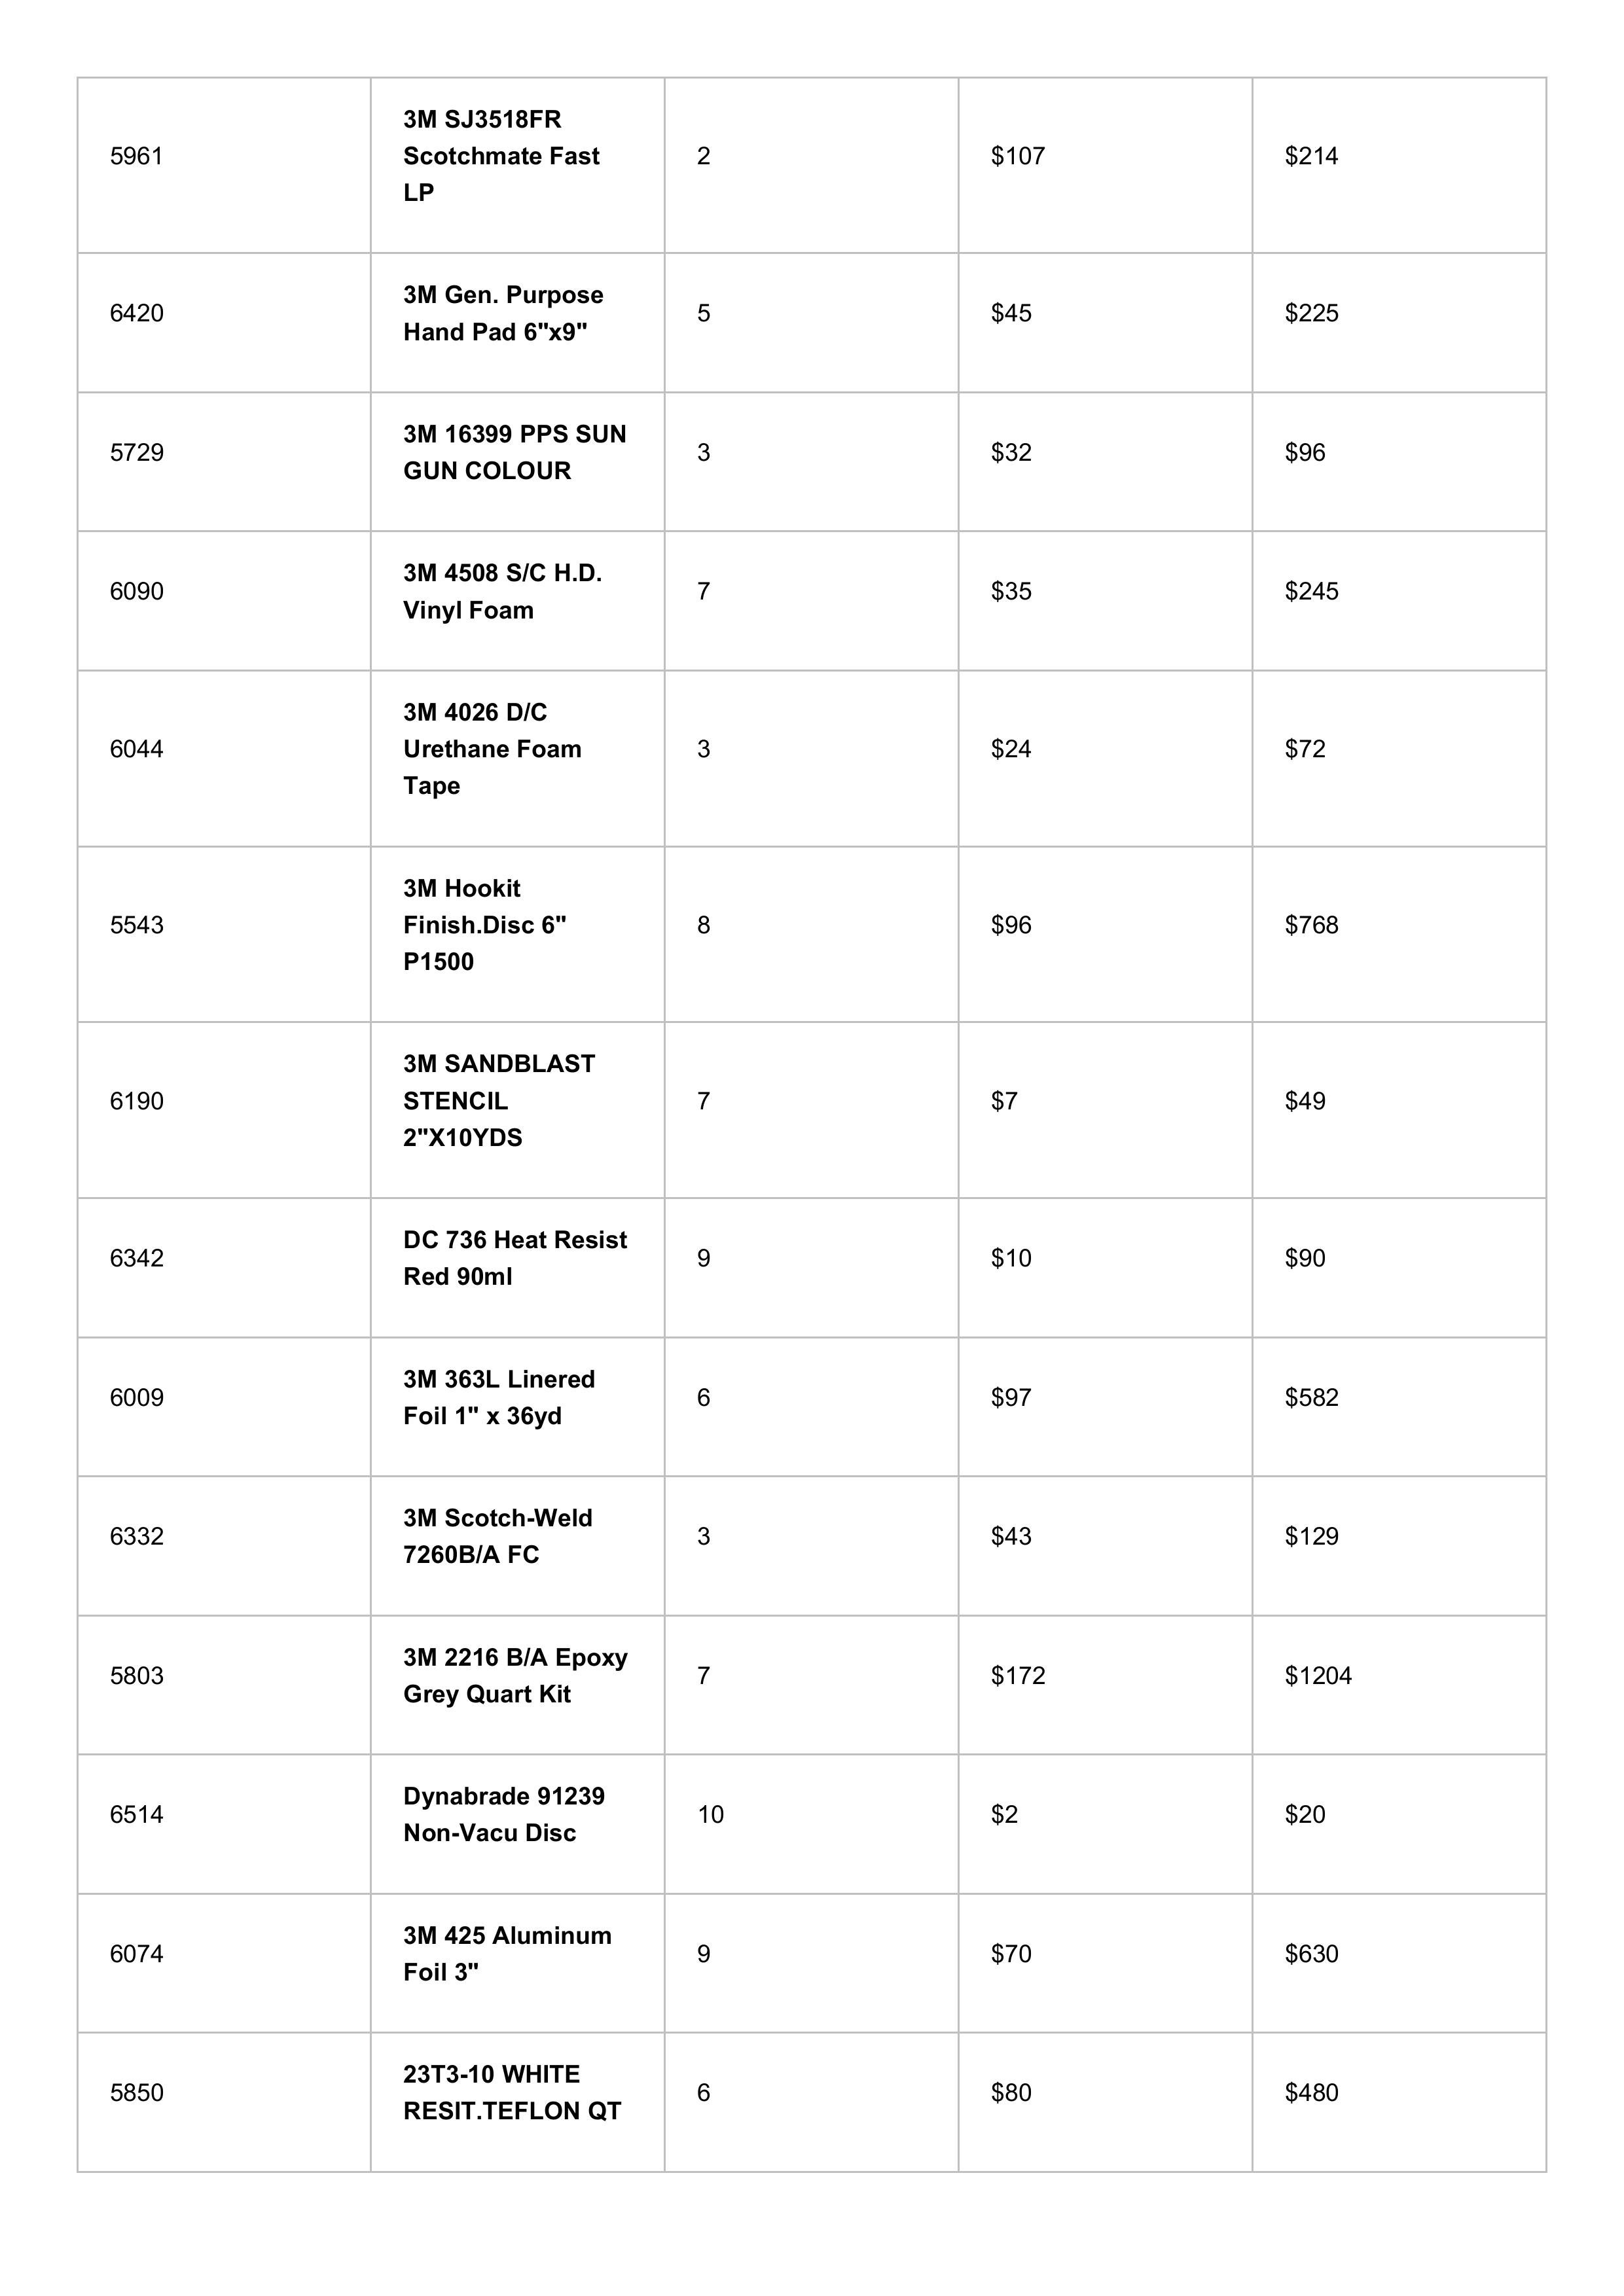 5961
3M SJ3518FR
Scotchmate Fast
LP
2
$107
$214
6420
3M Gen. Purpose
Hand Pad 6"x9"
5
$45
$225
5729
3M 16399 PPS SUN
GUN COLOUR
3
$32
$96
6090
3M 4508 S/C H.D.
Vinyl Foam
7
$35
$245
6044
3M 4026 D/C
Urethane Foam
Tape
3
$24
$72
5543
3M Hookit
Finish.Disc 6"
P1500
8
$96
$768
6190
3M SANDBLAST
STENCIL
2"X10YDS
7
$7
$49
6342
DC 736 Heat Resist
Red 90ml
9
$10
$90
6009
3M 363L Linered
Foil 1" x 36yd
6
$97
$582
6332
3M Scotch-Weld
7260B/A FC
3
$43
$129
5803
3M 2216 B/A Epoxy
Grey Quart Kit
7
$172
$1204
6514
Dynabrade 91239
Non-Vacu Disc
10
$2
$20
6074
3M 425 Aluminum
Foil 3"
9
$70
$630
5850
23T3-10 WHITE
RESIT.TEFLON QT
6
$80
$480